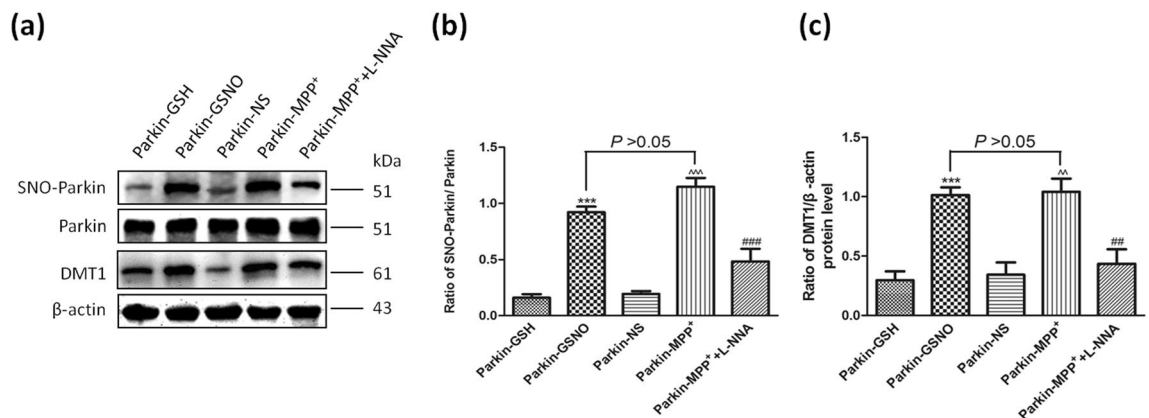 (a)
Parkin-GSH
Parkin-GSNO
Parkin-NS
Parkin-MPP⁺
Parkin-MPP⁺+L-NNA
kDa
SNO-Parkin
51
Parkin
51
DMT1
61
β-actin
43
(b)
Ratio of SNO-Parkin/ Parkin
1.5
1.0
0.5
0.0
P >0.05
***
^^^
###
Parkin-GSH
Parkin-GSNO
Parkin-NS
Parkin-MPP⁺
Parkin-MPP⁺+L-NNA
(c)
Ratio of DMT1/β -actin
protein level
1.5
1.0
0.5
0.0
P >0.05
***
^^
##
Parkin-GSH
Parkin-GSNO
Parkin-NS
Parkin-MPP⁺
Parkin-MPP⁺+L-NNA